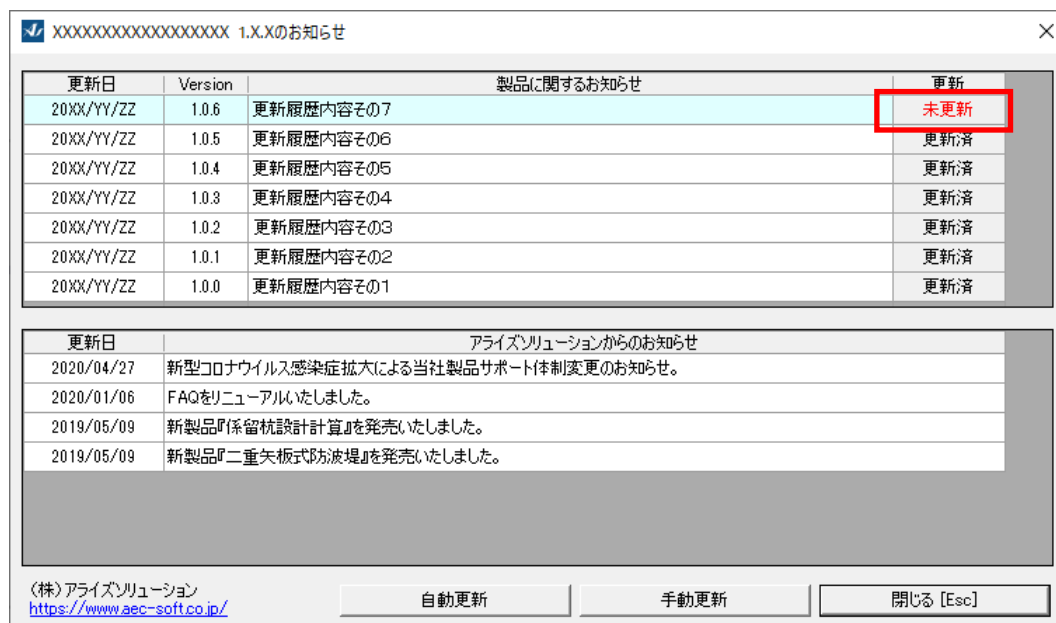 XXXXXXXXXXXXXXXXXX 1.X.Xのお知らせ
更新日 Version 製品に関するお知らせ 更新
20XX/YY/ZZ 1.0.6 更新履歴内容その7 未更新
20XX/YY/ZZ 1.0.5 更新履歴内容その6 更新済
20XX/YY/ZZ 1.0.4 更新履歴内容その5 更新済
20XX/YY/ZZ 1.0.3 更新履歴内容その4 更新済
20XX/YY/ZZ 1.0.2 更新履歴内容その3 更新済
20XX/YY/ZZ 1.0.1 更新履歴内容その2 更新済
20XX/YY/ZZ 1.0.0 更新履歴内容その1 更新済
更新日 アライズソリューションからのお知らせ
2020/04/27 新型コロナウイルス感染症拡大による当社製品サポート体制変更のお知らせ。
2020/01/06 FAQをリニューアルいたしました。
2019/05/09 新製品『係留杭設計計算』を発売いたしました。
2019/05/09 新製品『二重矢板式防波堤』を発売いたしました。
(株)アライズソリューション
https://www.aec-soft.co.jp/
自動更新 手動更新 閉じる [Esc]